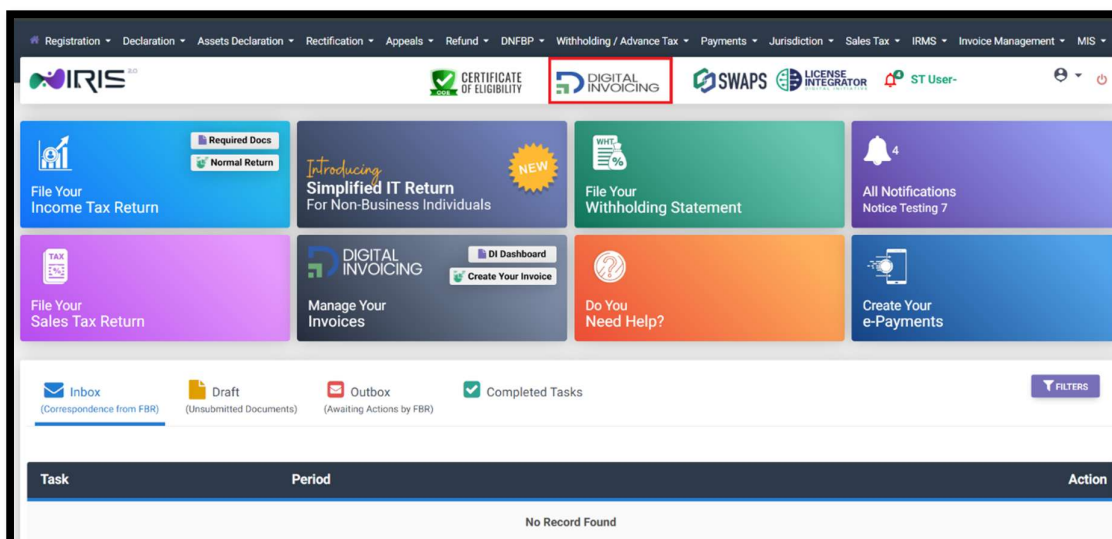 Registration Declaration Assets Declaration Rectification Appeals Refund DNFBP Withholding / Advance Tax Payments Jurisdiction Sales Tax IRMS Invoice Management MIS
IRIS 2.0
CERTIFICATE
OF ELIGIBILITY
DIGITAL
INVOICING
SWAPS
LICENSE
INTEGRATOR
DIGITAL INITIATIVE
0
ST User-
Required Docs
Normal Return
File Your
Income Tax Return
Introducing
Simplified IT Return
For Non-Business Individuals
NEW
WHT
%
File Your
Withholding Statement
4
All Notifications
Notice Testing 7
TAX
%
File Your
Sales Tax Return
DIGITAL
INVOICING
DI Dashboard
Create Your Invoice
Manage Your
Invoices
Do You
Need Help?
Create Your
e-Payments
Inbox
(Correspondence from FBR)
Draft
(Unsubmitted Documents)
Outbox
(Awaiting Actions by FBR)
Completed Tasks
FILTERS
Task Period Action
No Record Found